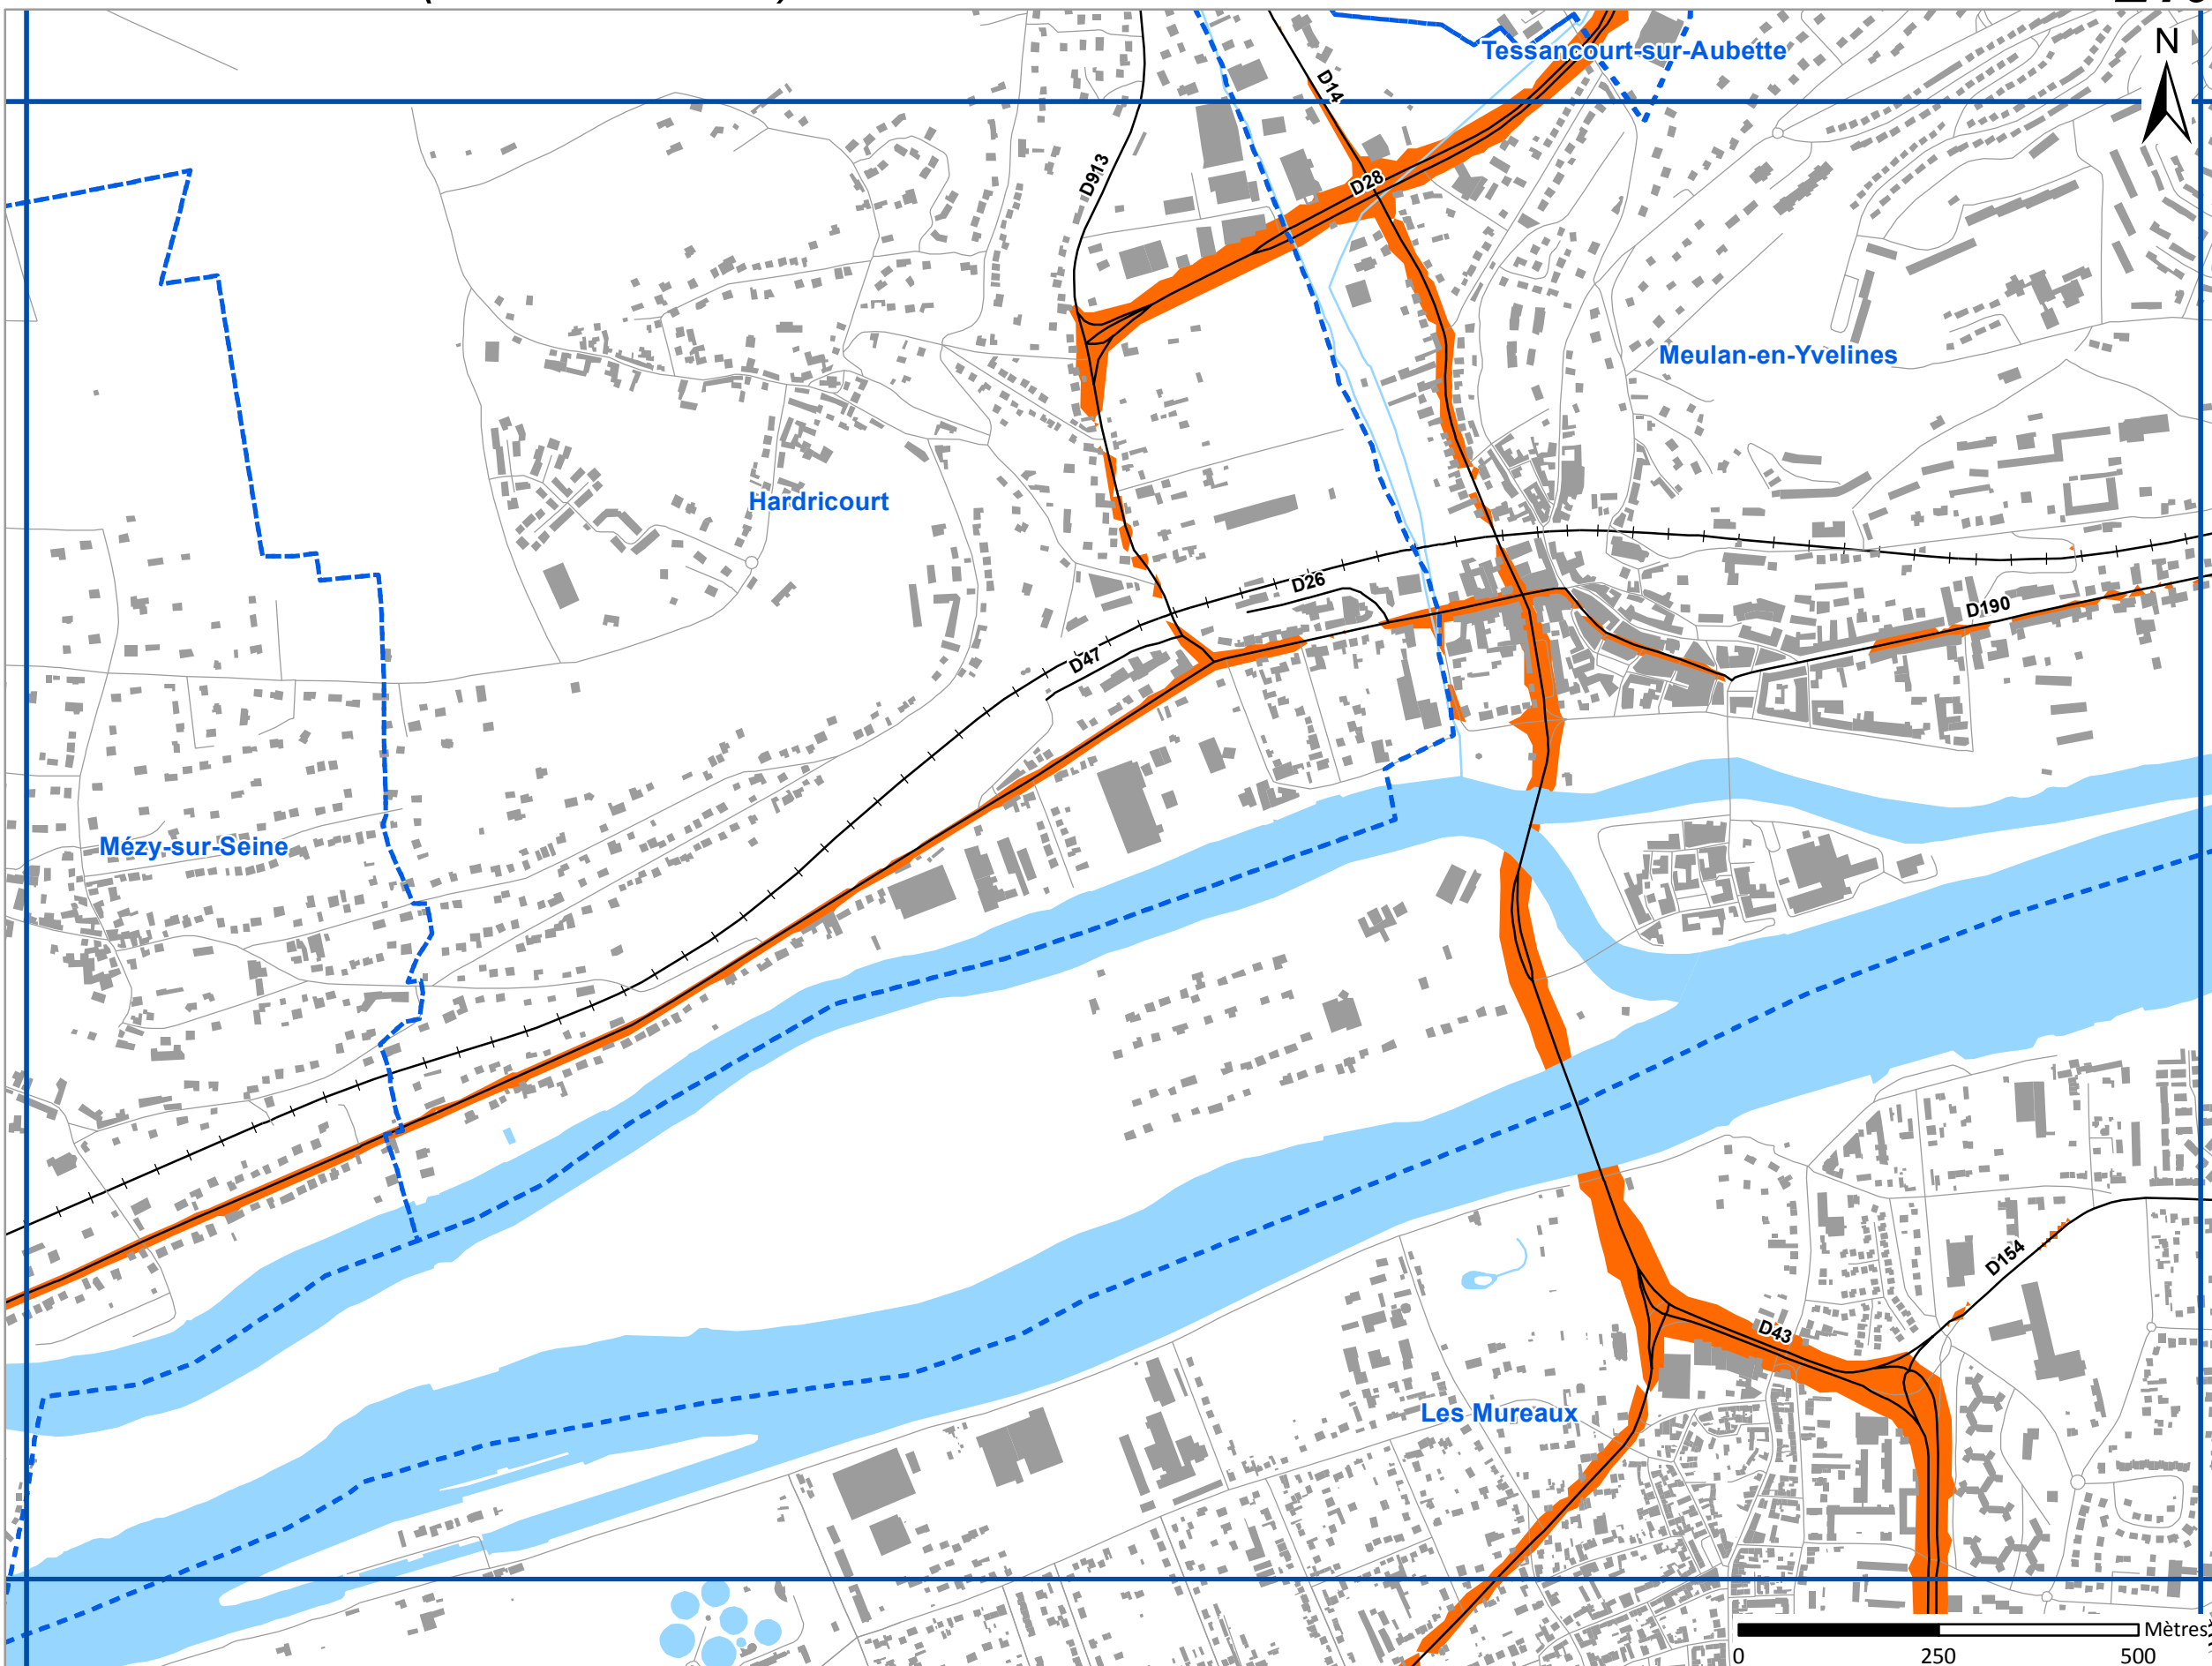 Tessancourt-sur-Aubette
N
D14
D913
D28
Meulan-en-Yvelines
Hardricourt
D26
D190
D47
Mézy-sur-Seine
D154
D43
Les Mureaux
Mètres
0 250 500